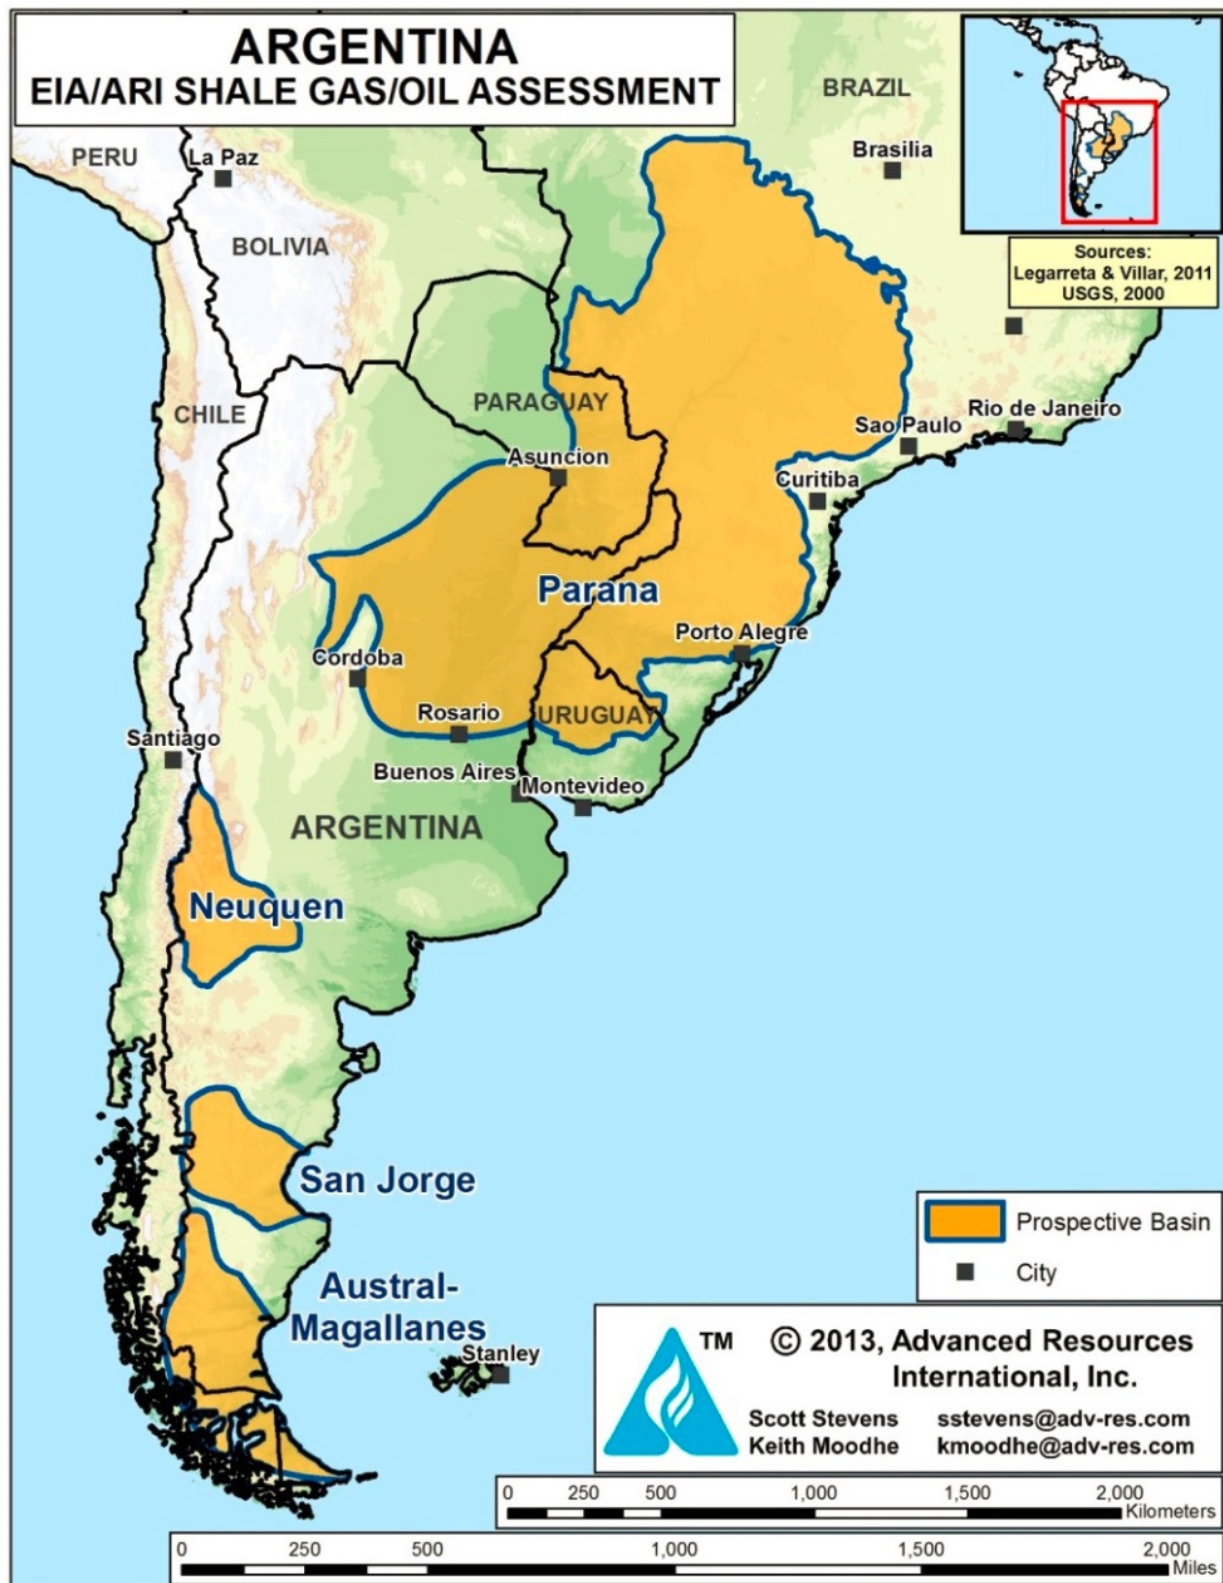 ARGENTINA
EIA/ARI SHALE GAS/OIL ASSESSMENT
BRAZIL
PERU
La Paz
Brasilia
BOLIVIA
Sources:
Legarreta & Villar, 2011
USGS, 2000
CHILE
PARAGUAY
Rio de Janeiro
Sao Paulo
Asuncion
Curitiba
Parana
Porto Alegre
Cordoba
Rosario
URUGUAY
Santiago
Buenos Aires
Montevideo
ARGENTINA
Neuquen
San Jorge
Prospective Basin
City
Austral-
Magallanes
Stanley
TM
© 2013, Advanced Resources
International, Inc.
Scott Stevens sstevens@adv-res.com
Keith Moodhe kmoodhe@adv-res.com
0 250 500 1,000 1,500 2,000
Kilometers
0 250 500 1,000 1,500 2,000
Miles